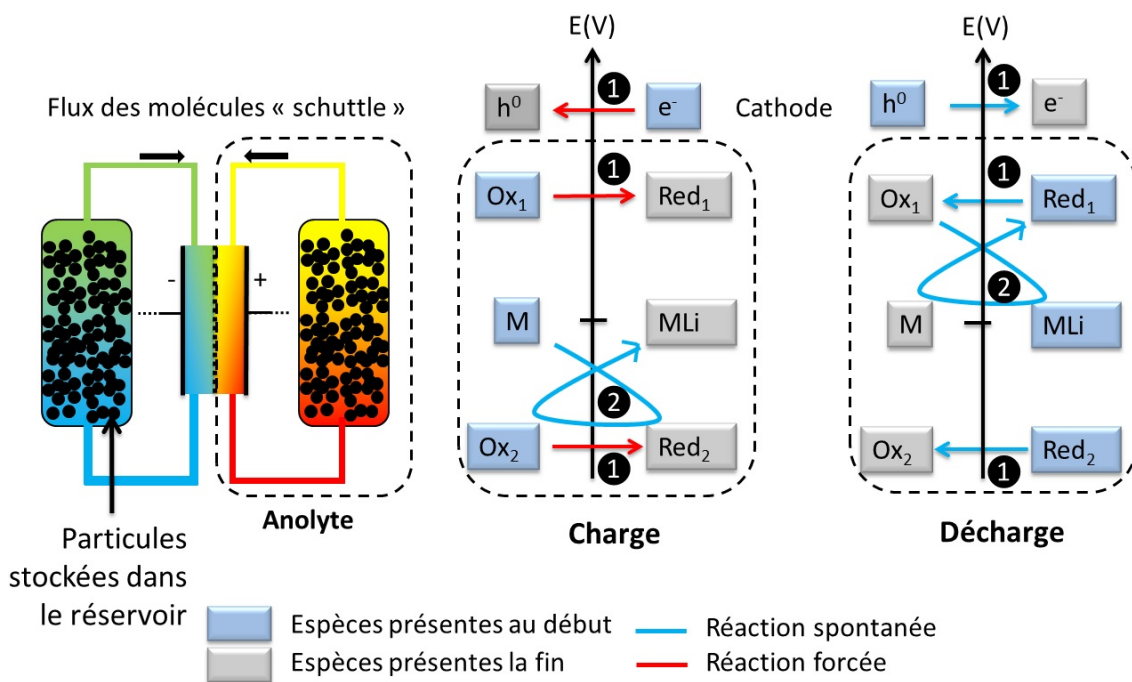 Flux des molécules « schuttle »
-
+
Anolyte
Particules
stockées dans
le réservoir
E(V)
1
h⁰
e⁻
Cathode
1
Ox₁
Red₁
M
MLi
2
Ox₂
Red₂
1
Charge
E(V)
1
h⁰
e⁻
1
Ox₁
Red₁
2
M
MLi
Ox₂
Red₂
1
Décharge
Espèces présentes au début
Réaction spontanée
Espèces présentes la fin
Réaction forcée